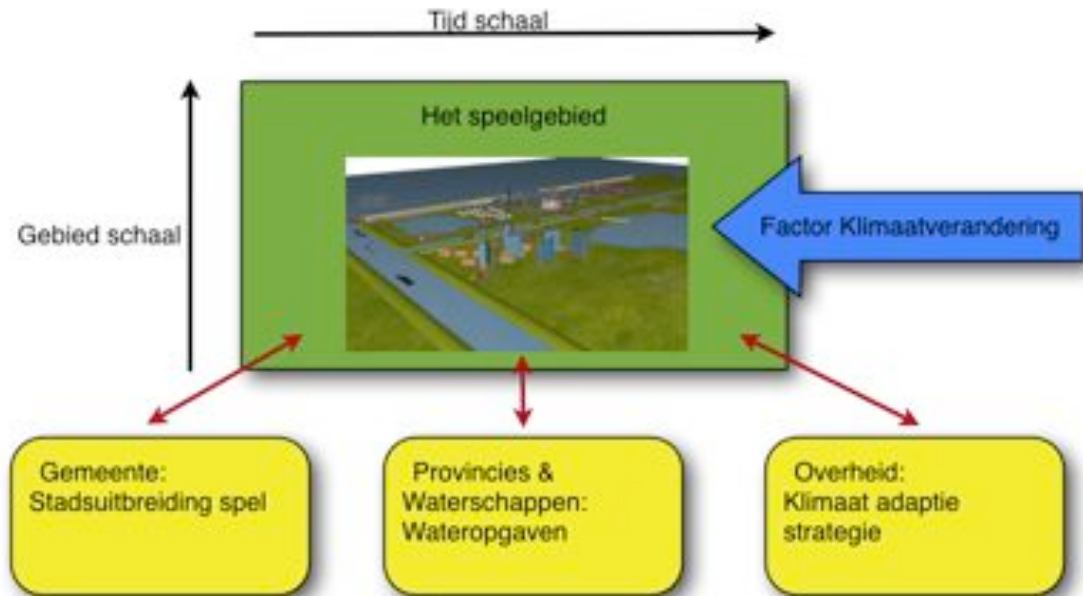 Tijd schaal
Het speelgebied
Gebied schaal
Factor Klimaatverandering
Gemeente:
Stadsuitbreiding spel
Provincies &
Waterschappen:
Wateropgaven
Overheid:
Klimaat adaptie
strategie